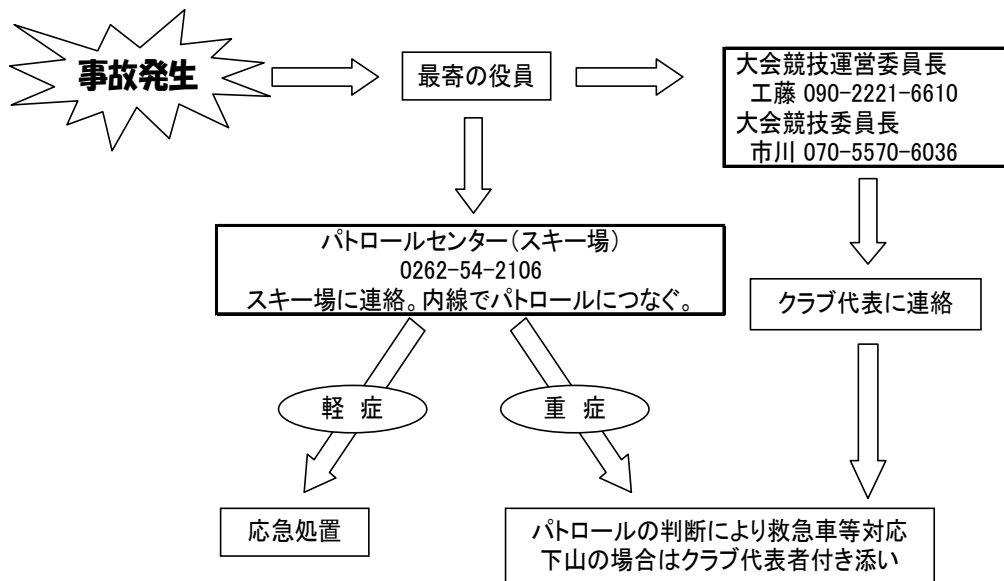 事故発生
最寄の役員
大会競技運営委員長
工藤 090-2221-6610
大会競技委員長
市川 070-5570-6036
パトロールセンター(スキー場)
0262-54-2106
スキー場に連絡。内線でパトロールにつなぐ。
クラブ代表に連絡
軽 症
重 症
応急処置
パトロールの判断により救急車等対応
下山の場合はクラブ代表者付き添い